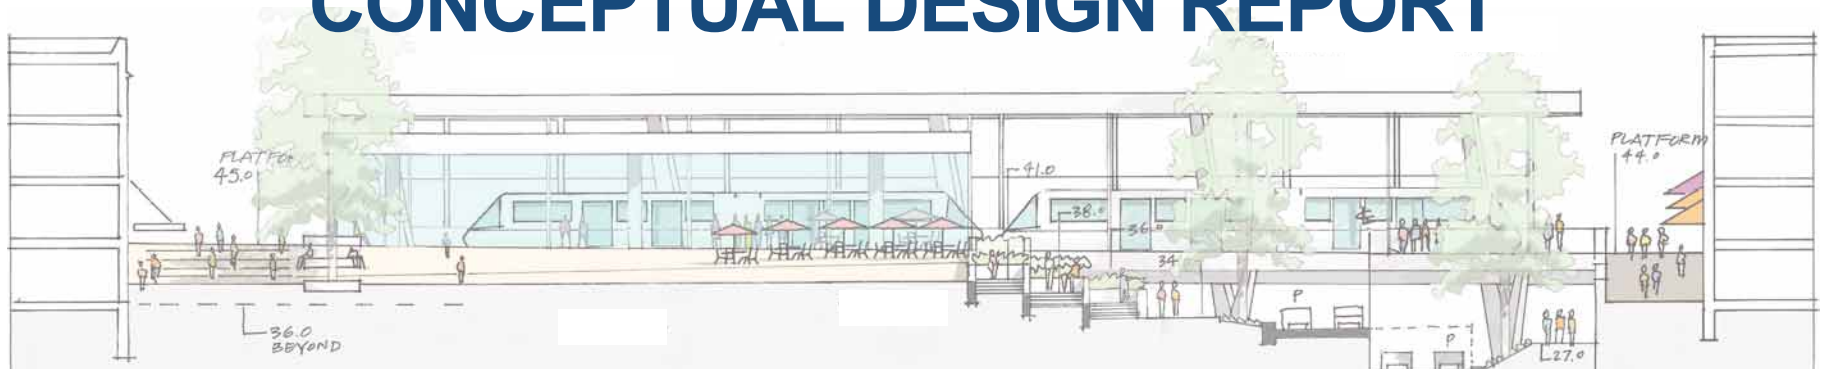 CONCEPTUAL DESIGN REPORT
PLATFO
45.0
41.0
38.0
36.0
34
PLATFORM
44.0
36.0
BEYOND
P
P
27.0